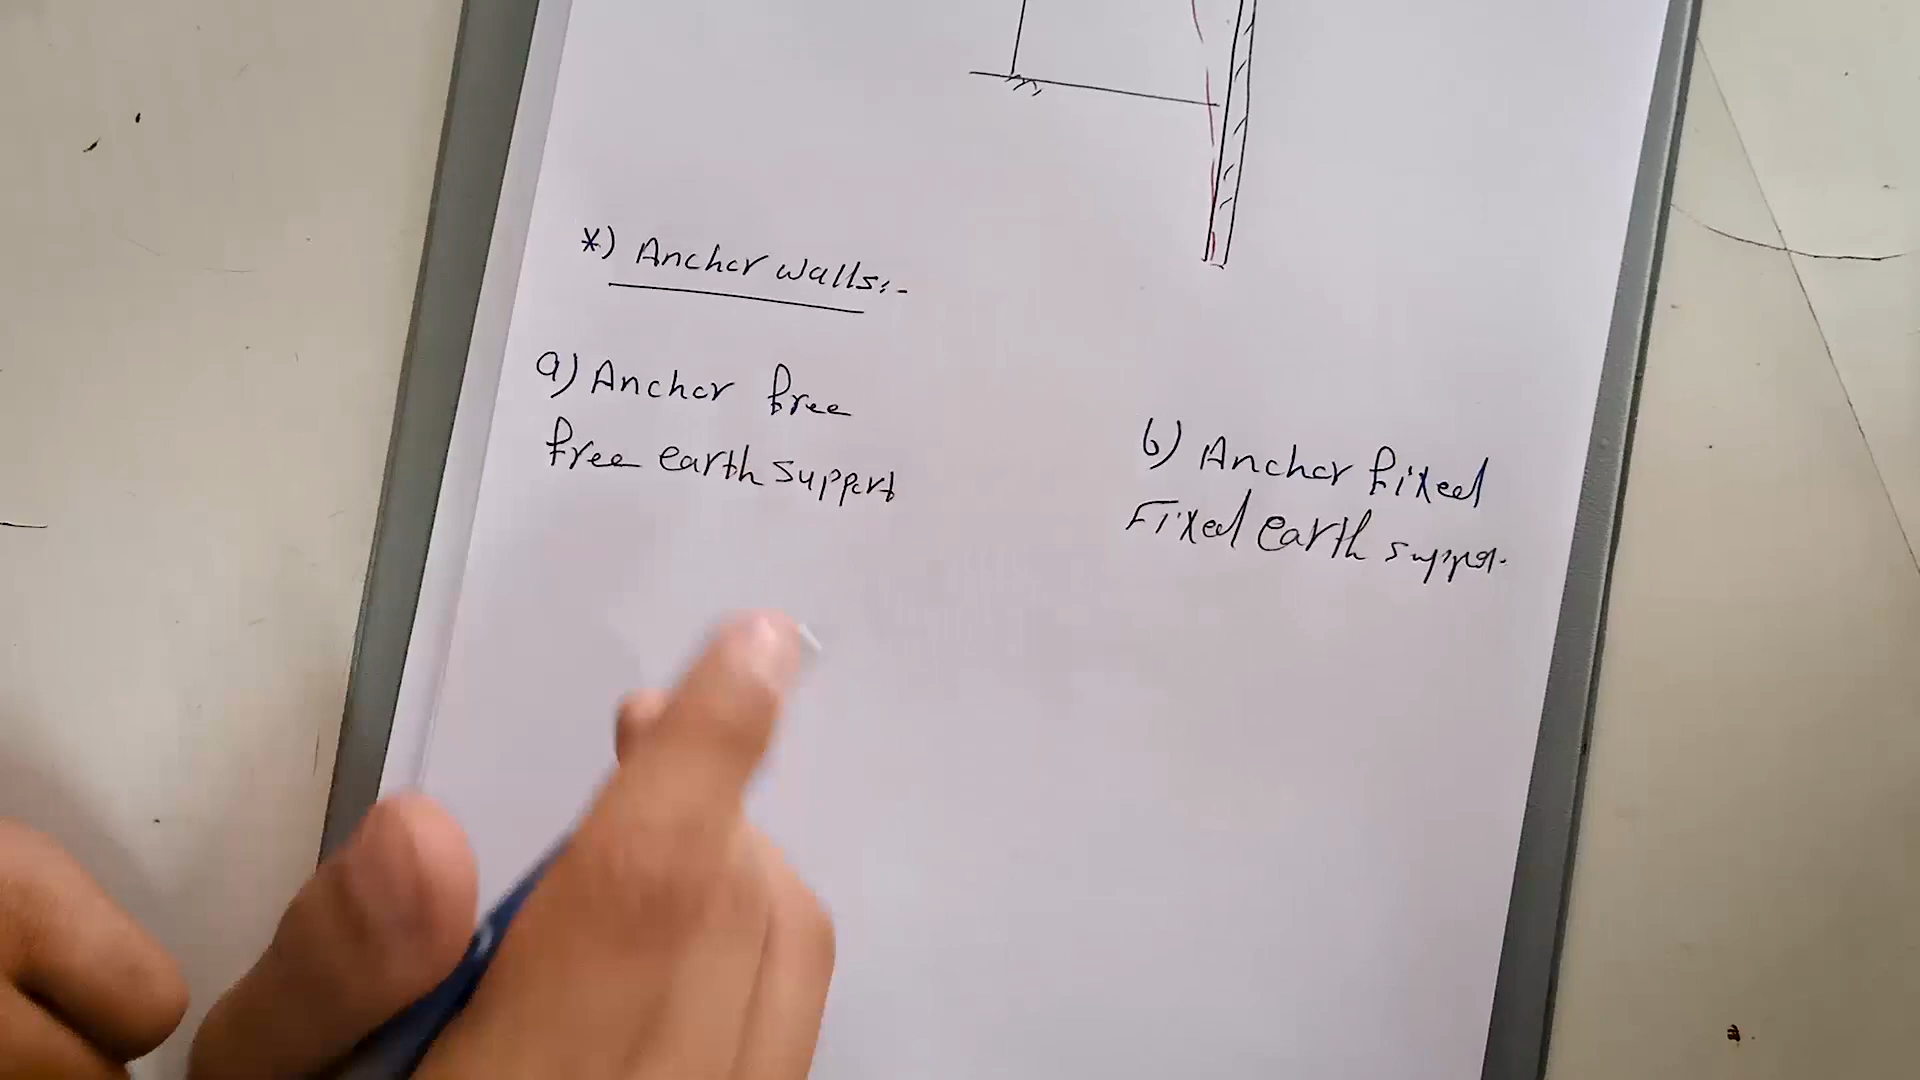 *) Anchor walls:-
a) Anchor free
free earth support
b) Anchor fixed
Fixed earth suppor.